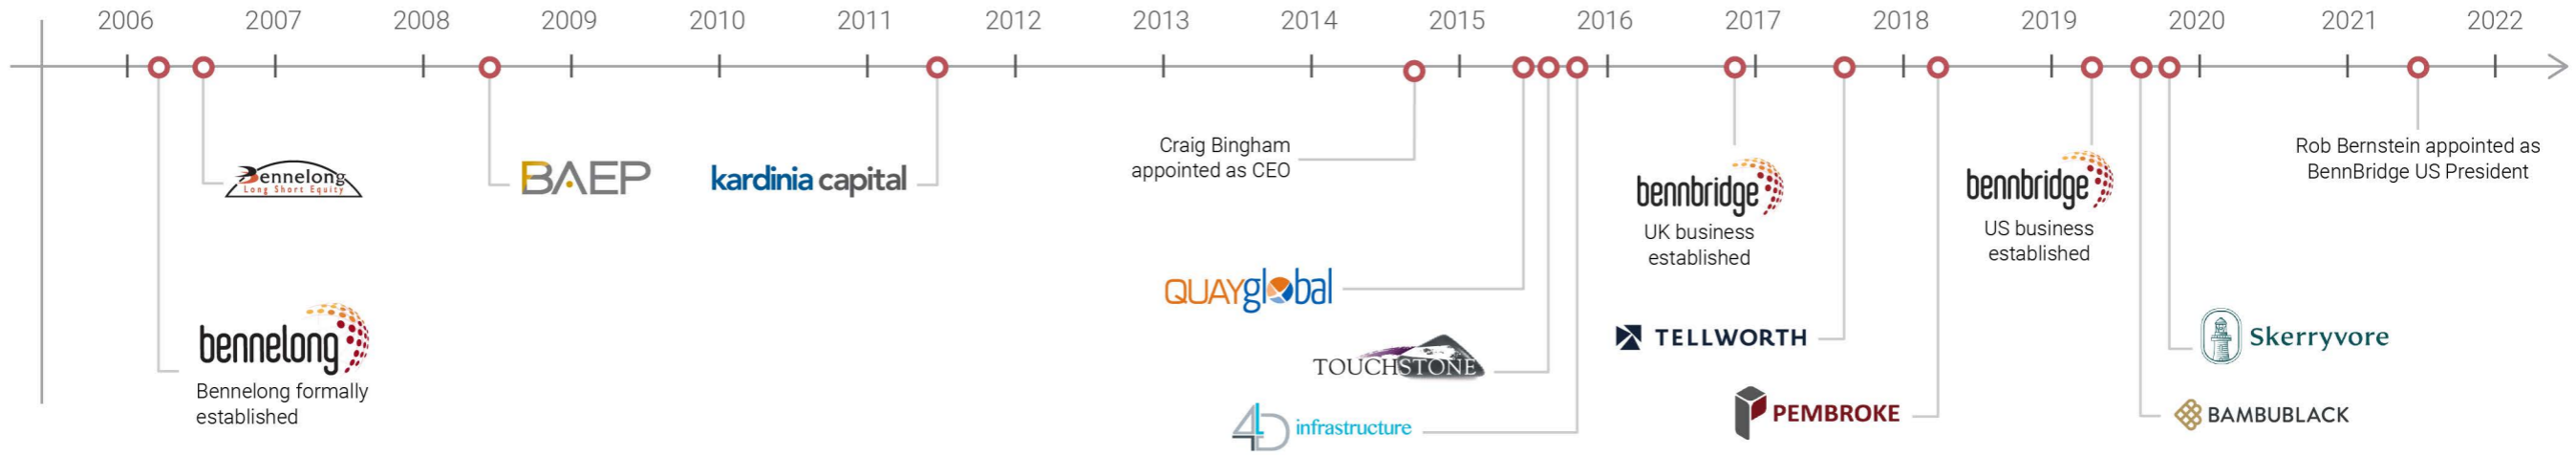 2006 2007 2008 2009 2010 2011 2012 2013 2014 2015 2016 2017 2018 2019 2020 2021 2022
Bennelong
Long Short Equity
BAEP
kardinia capital
Craig Bingham
appointed as CEO
bennbridge
UK business
established
bennbridge
US business
established
Rob Bernstein appointed as
BennBridge US President
QUAYglobal
bennelong
Bennelong formally
established
TOUCHSTONE
4D infrastructure
TELLWORTH
PEMBROKE
Skerryvore
BAMBUBLACK